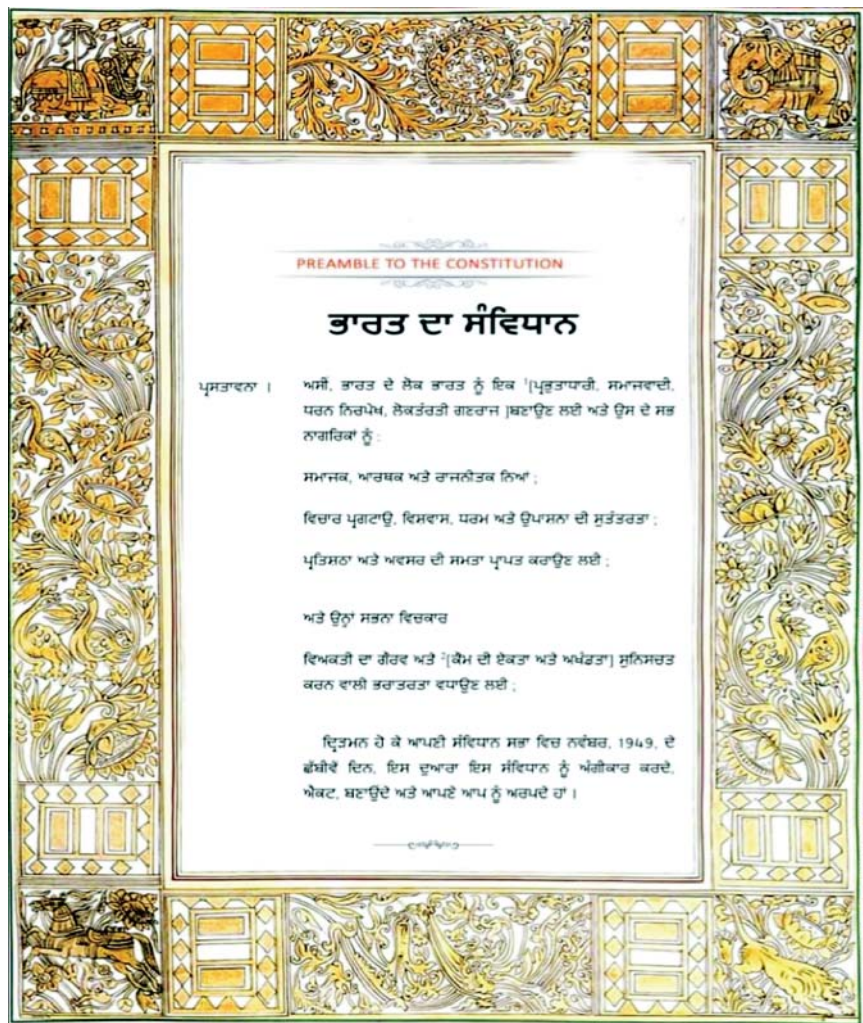 PREAMBLE TO THE CONSTITUTION
ਭਾਰਤ ਦਾ ਸੰਵਿਧਾਨ
ਪ੍ਰਸਤਾਵਨਾ । ਅਸੀਂ, ਭਾਰਤ ਦੇ ਲੋਕ ਭਾਰਤ ਨੂੰ ਇਕ ¹[ਪ੍ਰਭੁਤਾਧਾਰੀ, ਸਮਾਜਵਾਦੀ,
ਧਰਨ ਨਿਰਪੇਖ, ਲੋਕਤੰਰਤੀ ਗਣਰਾਜ ]ਬਣਾਉਣ ਲਈ ਅਤੇ ਉਸ ਦੇ ਸਭ
ਨਾਗਰਿਕਾਂ ਨੂੰ :
ਸਮਾਜਕ, ਆਰਥਕ ਅਤੇ ਰਾਜਨੀਤਕ ਨਿਆਂ ;
ਵਿਚਾਰ ਪ੍ਰਗਟਾਉ, ਵਿਸਵਾਸ, ਧਰਮ ਅਤੇ ਉਪਾਸਨਾ ਦੀ ਸੁਤੰਤਰਤਾ ;
ਪ੍ਰਤਿਸਠਾ ਅਤੇ ਅਵਸਰ ਦੀ ਸਮਤਾ ਪ੍ਰਾਪਤ ਕਰਾਉਣ ਲਈ ;
ਅਤੇ ਉਨ੍ਹਾਂ ਸਭਨਾ ਵਿਚਕਾਰ
ਵਿਅਕਤੀ ਦਾ ਗੌਰਵ ਅਤੇ ²[ਕੌਮ ਦੀ ਏਕਤਾ ਅਤੇ ਅਖੰਡਤਾ] ਸੁਨਿਸਚਤ
ਕਰਨ ਵਾਲੀ ਭਰਾਤਰਤਾ ਵਧਾਉਣ ਲਈ ;
ਦ੍ਰਿੜਮਨ ਹੋ ਕੇ ਆਪਣੀ ਸੰਵਿਧਾਨ ਸਭਾ ਵਿਚ ਨਵੰਬਰ, 1949, ਦੇ
ਛੱਬੀਵੇਂ ਦਿਨ, ਇਸ ਦੁਆਰਾ ਇਸ ਸੰਵਿਧਾਨ ਨੂੰ ਅੰਗੀਕਾਰ ਕਰਦੇ,
ਐਕਟ, ਬਣਾਉਂਦੇ ਅਤੇ ਆਪਣੇ ਆਪ ਨੂੰ ਅਰਪਦੇ ਹਾਂ ।